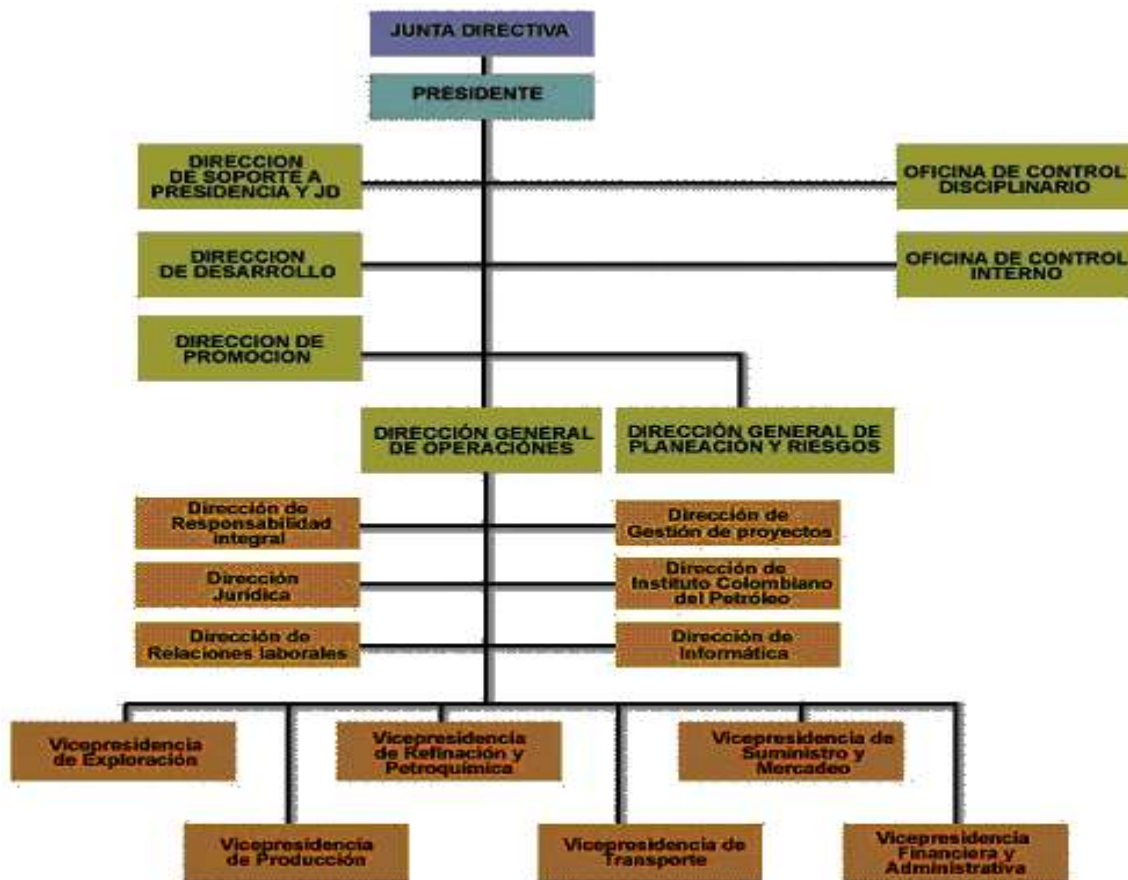 JUNTA DIRECTIVA
PRESIDENTE
DIRECCION
DE SOPORTE A
PRESIDENCIA Y JD
OFICINA DE CONTROL
DISCIPLINARIO
DIRECCION
DE DESARROLLO
OFICINA DE CONTROL
INTERNO
DIRECCION DE
PROMOCION
DIRECCIÓN GENERAL
DE OPERACIÓNES
DIRECCIÓN GENERAL DE
PLANEACIÓN Y RIESGOS
Dirección de
Responsabilidad
integral
Dirección de
Gestión de proyectos
Dirección
Jurídica
Dirección de
Instituto Colombiano
del Petróleo
Dirección de
Relaciones laborales
Dirección de
Informática
Vicepresidencia
de Exploración
Vicepresidencia
de Refinación y
Petroquímica
Vicepresidencia de
Suministro y
Mercadeo
Vicepresidencia
de Producción
Vicepresidencia de
Transporte
Vicepresidencia
Financiera y
Administrativa